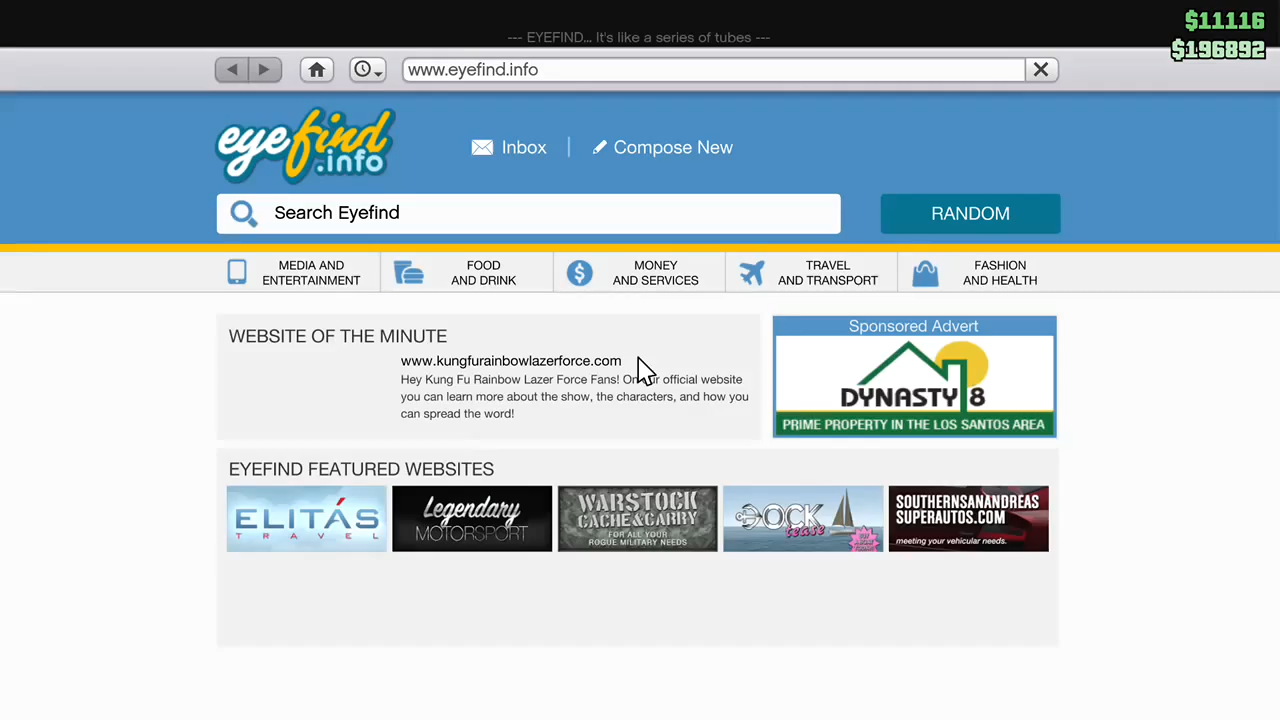 $11116
--- EYEFIND... It's like a series of tubes ---
$196892
www.eyefind.info
eyefind
.info
Inbox
Compose New
Search Eyefind
RANDOM
MEDIA AND
ENTERTAINMENT
FOOD
AND DRINK
MONEY
AND SERVICES
TRAVEL
AND TRANSPORT
FASHION
AND HEALTH
WEBSITE OF THE MINUTE
www.kungfurainbowlazerforce.com
Hey Kung Fu Rainbow Lazer Force Fans! On our official website
you can learn more about the show, the characters, and how you
can spread the word!
Sponsored Advert
DYNASTY 8
PRIME PROPERTY IN THE LOS SANTOS AREA
EYEFIND FEATURED WEBSITES
ELITÁS
TRAVEL
Legendary
MOTORSPORT
WARSTOCK
CACHE&CARRY
FOR ALL YOUR
ROGUE MILITARY NEEDS
DOCK
tease
SOUTHERNSANANDREAS
SUPERAUTOS.COM
meeting your vehicular needs.